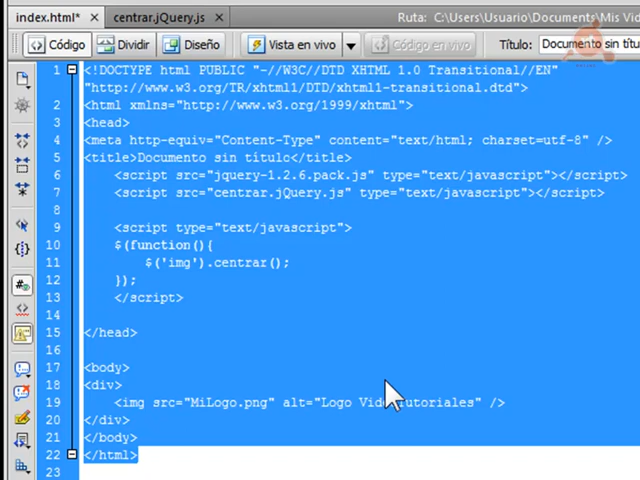 index.html* × centrar.jQuery.js ×
Ruta: C:\Users\Usuario\Documents\Mis Vi
Código Dividir Diseño Vista en vivo Código en vivo Título: Documento sin títu
1 <!DOCTYPE html PUBLIC "-//W3C//DTD XHTML 1.0 Transitional//EN"
"http://www.w3.org/TR/xhtml1/DTD/xhtml1-transitional.dtd">
2 <html xmlns="http://www.w3.org/1999/xhtml">
3 <head>
4 <meta http-equiv="Content-Type" content="text/html; charset=utf-8" />
5 <title>Documento sin título</title>
6 <script src="jquery-1.2.6.pack.js" type="text/javascript"></script>
7 <script src="centrar.jQuery.js" type="text/javascript"></script>
8
9 <script type="text/javascript">
10 $(function(){
11 $('img').centrar();
12 });
13 </script>
14
15 </head>
16
17 <body>
18 <div>
19 <img src="MiLogo.png" alt="Logo VideoTutoriales" />
20 </div>
21 </body>
22 </html>
23